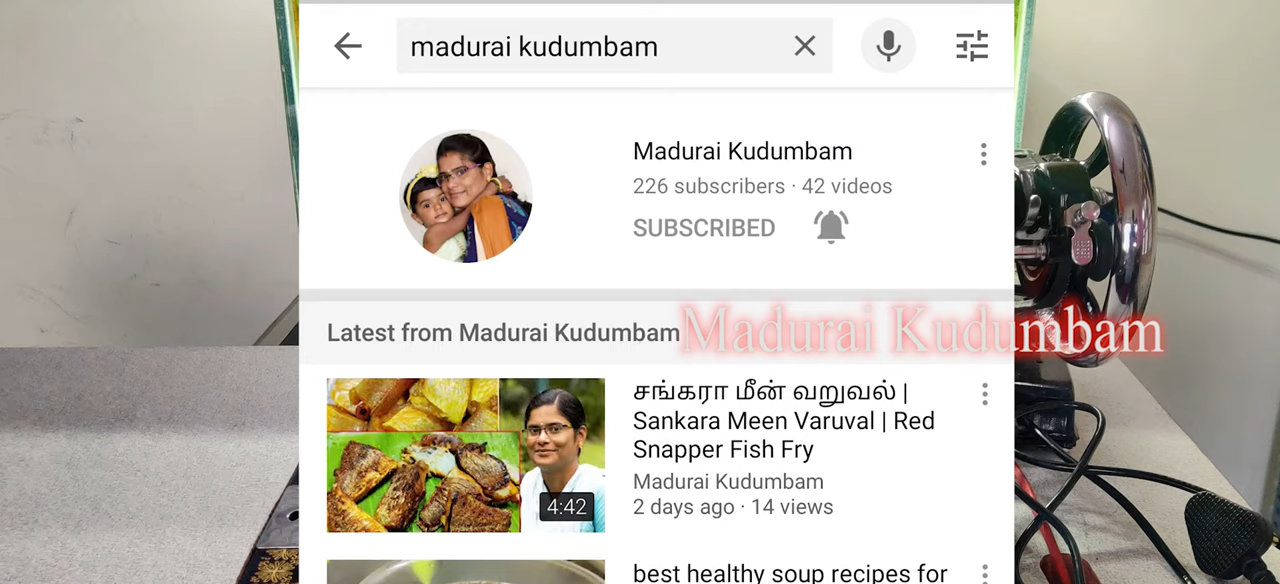 madurai kudumbam
Madurai Kudumbam
226 subscribers · 42 videos
SUBSCRIBED
Latest from Madurai Kudumbam
Madurai Kudumbam
சங்கரா மீன் வறுவல் |
Sankara Meen Varuval | Red
Snapper Fish Fry
4:42
Madurai Kudumbam
2 days ago · 14 views
best healthy soup recipes for